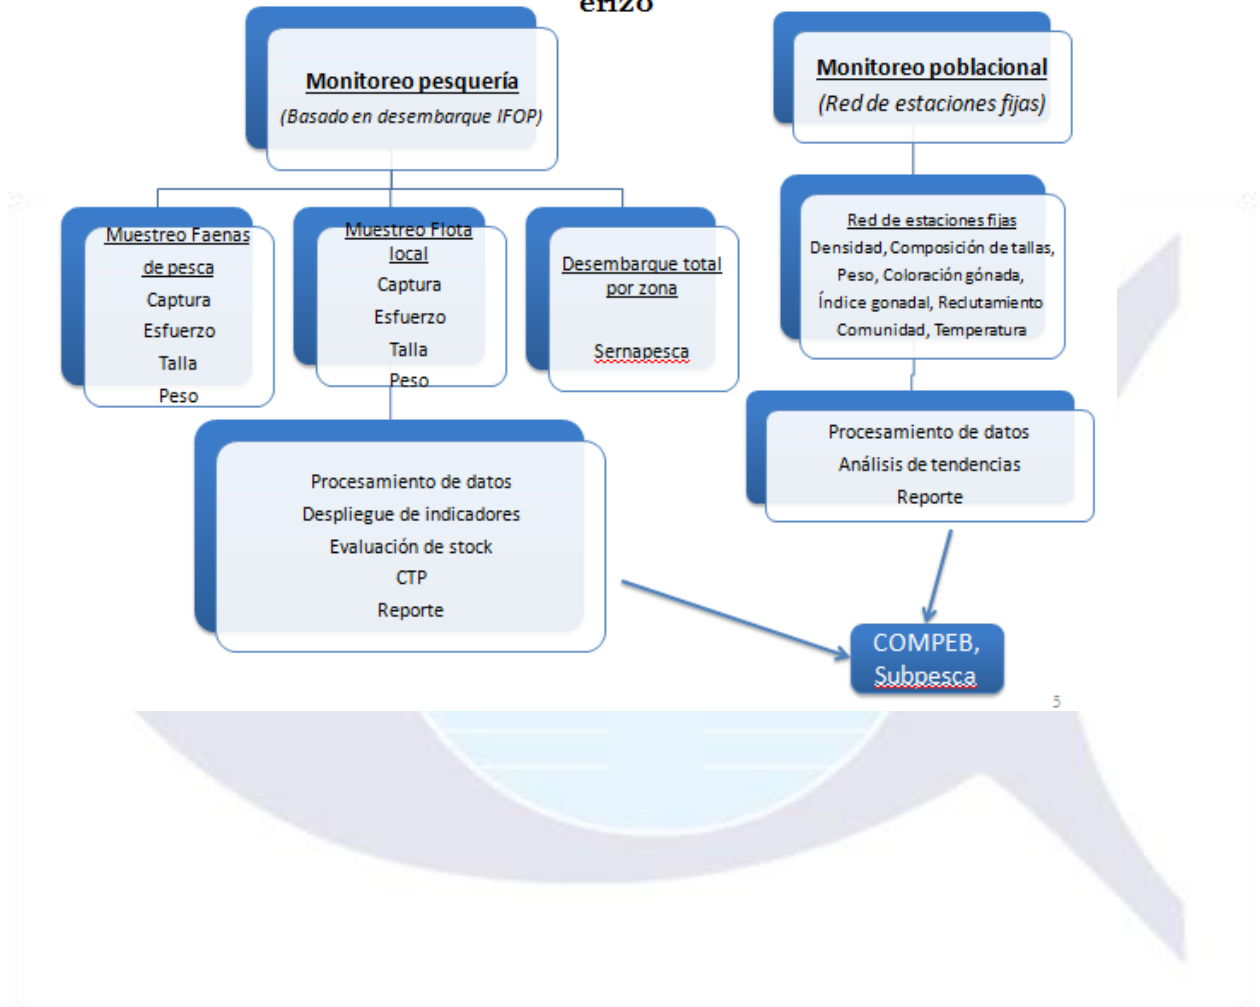 erizo
Monitoreo pesquería
(Basado en desembarque IFOP)
Monitoreo poblacional
(Red de estaciones fijas)
Muestreo Faenas
de pesca
Captura
Esfuerzo
Talla
Peso
Muestreo Flota
local
Captura
Esfuerzo
Talla
Peso
Desembarque total
por zona
Sernapesca
Red de estaciones fijas
Densidad, Composición de tallas,
Peso, Coloración gónada,
Índice gonadal, Reclutamiento
Comunidad, Temperatura
Procesamiento de datos
Despliegue de indicadores
Evaluación de stock
CTP
Reporte
Procesamiento de datos
Análisis de tendencias
Reporte
COMPEB,
Subpesca
5